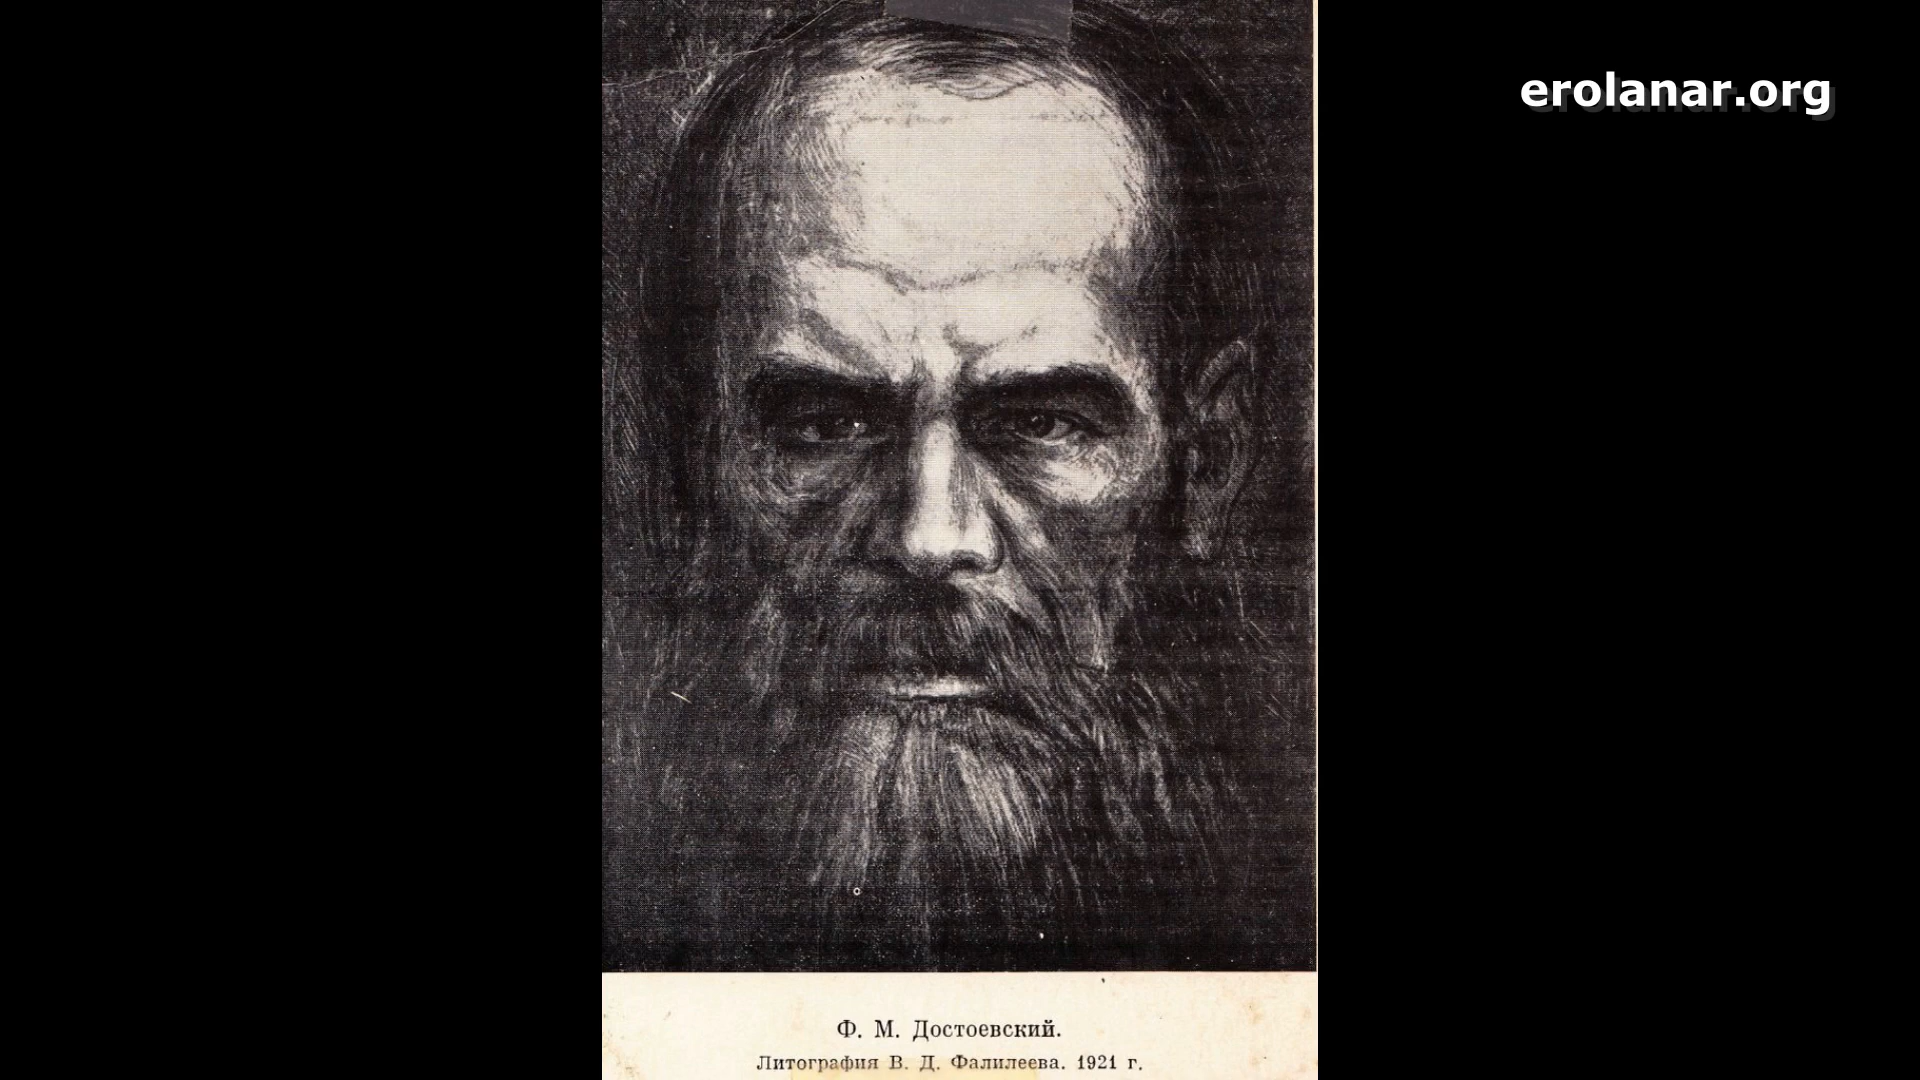 erolanar.org
Ф. М. Достоевский.
Литография В. Д. Фалилеева. 1921 г.